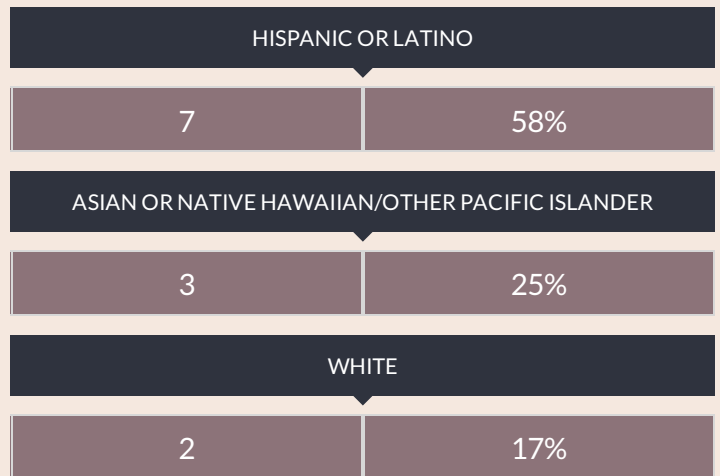 HISPANIC OR LATINO
7 58%
ASIAN OR NATIVE HAWAIIAN/OTHER PACIFIC ISLANDER
3 25%
WHITE
2 17%